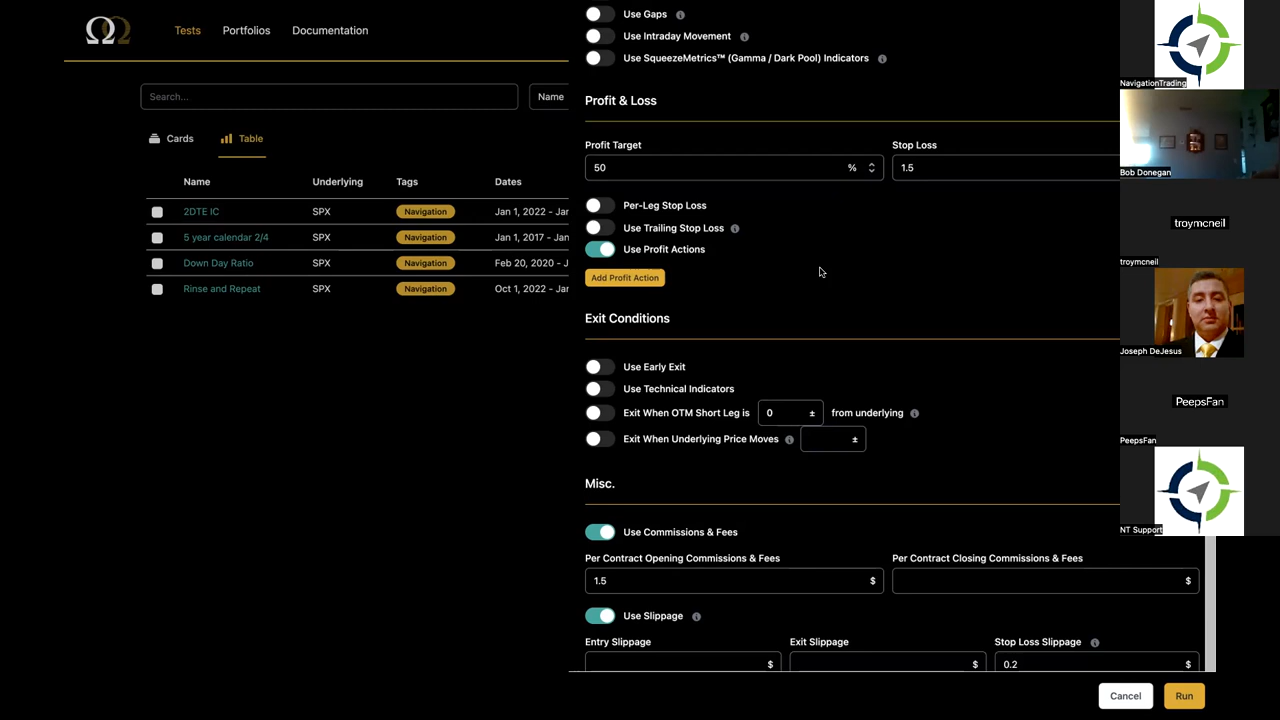 Tests
Portfolios
Documentation
Search...
Name
Cards
Table
Name
Underlying
Tags
Dates
2DTE IC
SPX
Navigation
Jan 1, 2022 - Jan
5 year calendar 2/4
SPX
Navigation
Jan 1, 2017 - Jan
Down Day Ratio
SPX
Navigation
Feb 20, 2020 - J
Rinse and Repeat
SPX
Navigation
Oct 1, 2022 - Jar
Use Gaps
Use Intraday Movement
Use SqueezeMetrics™ (Gamma / Dark Pool) Indicators
Profit & Loss
Profit Target
Stop Loss
50
%
1.5
Per-Leg Stop Loss
Use Trailing Stop Loss
Use Profit Actions
Add Profit Action
Exit Conditions
Use Early Exit
Use Technical Indicators
Exit When OTM Short Leg is
0
±
from underlying
Exit When Underlying Price Moves
±
Misc.
Use Commissions & Fees
Per Contract Opening Commissions & Fees
Per Contract Closing Commissions & Fees
1.5
$
$
Use Slippage
Entry Slippage
Exit Slippage
Stop Loss Slippage
$
$
0.2
$
Cancel
Run
NavigationTrading
Bob Donegan
troymcneil
troymcneil
Joseph DeJesus
PeepsFan
PeepsFan
NT Support